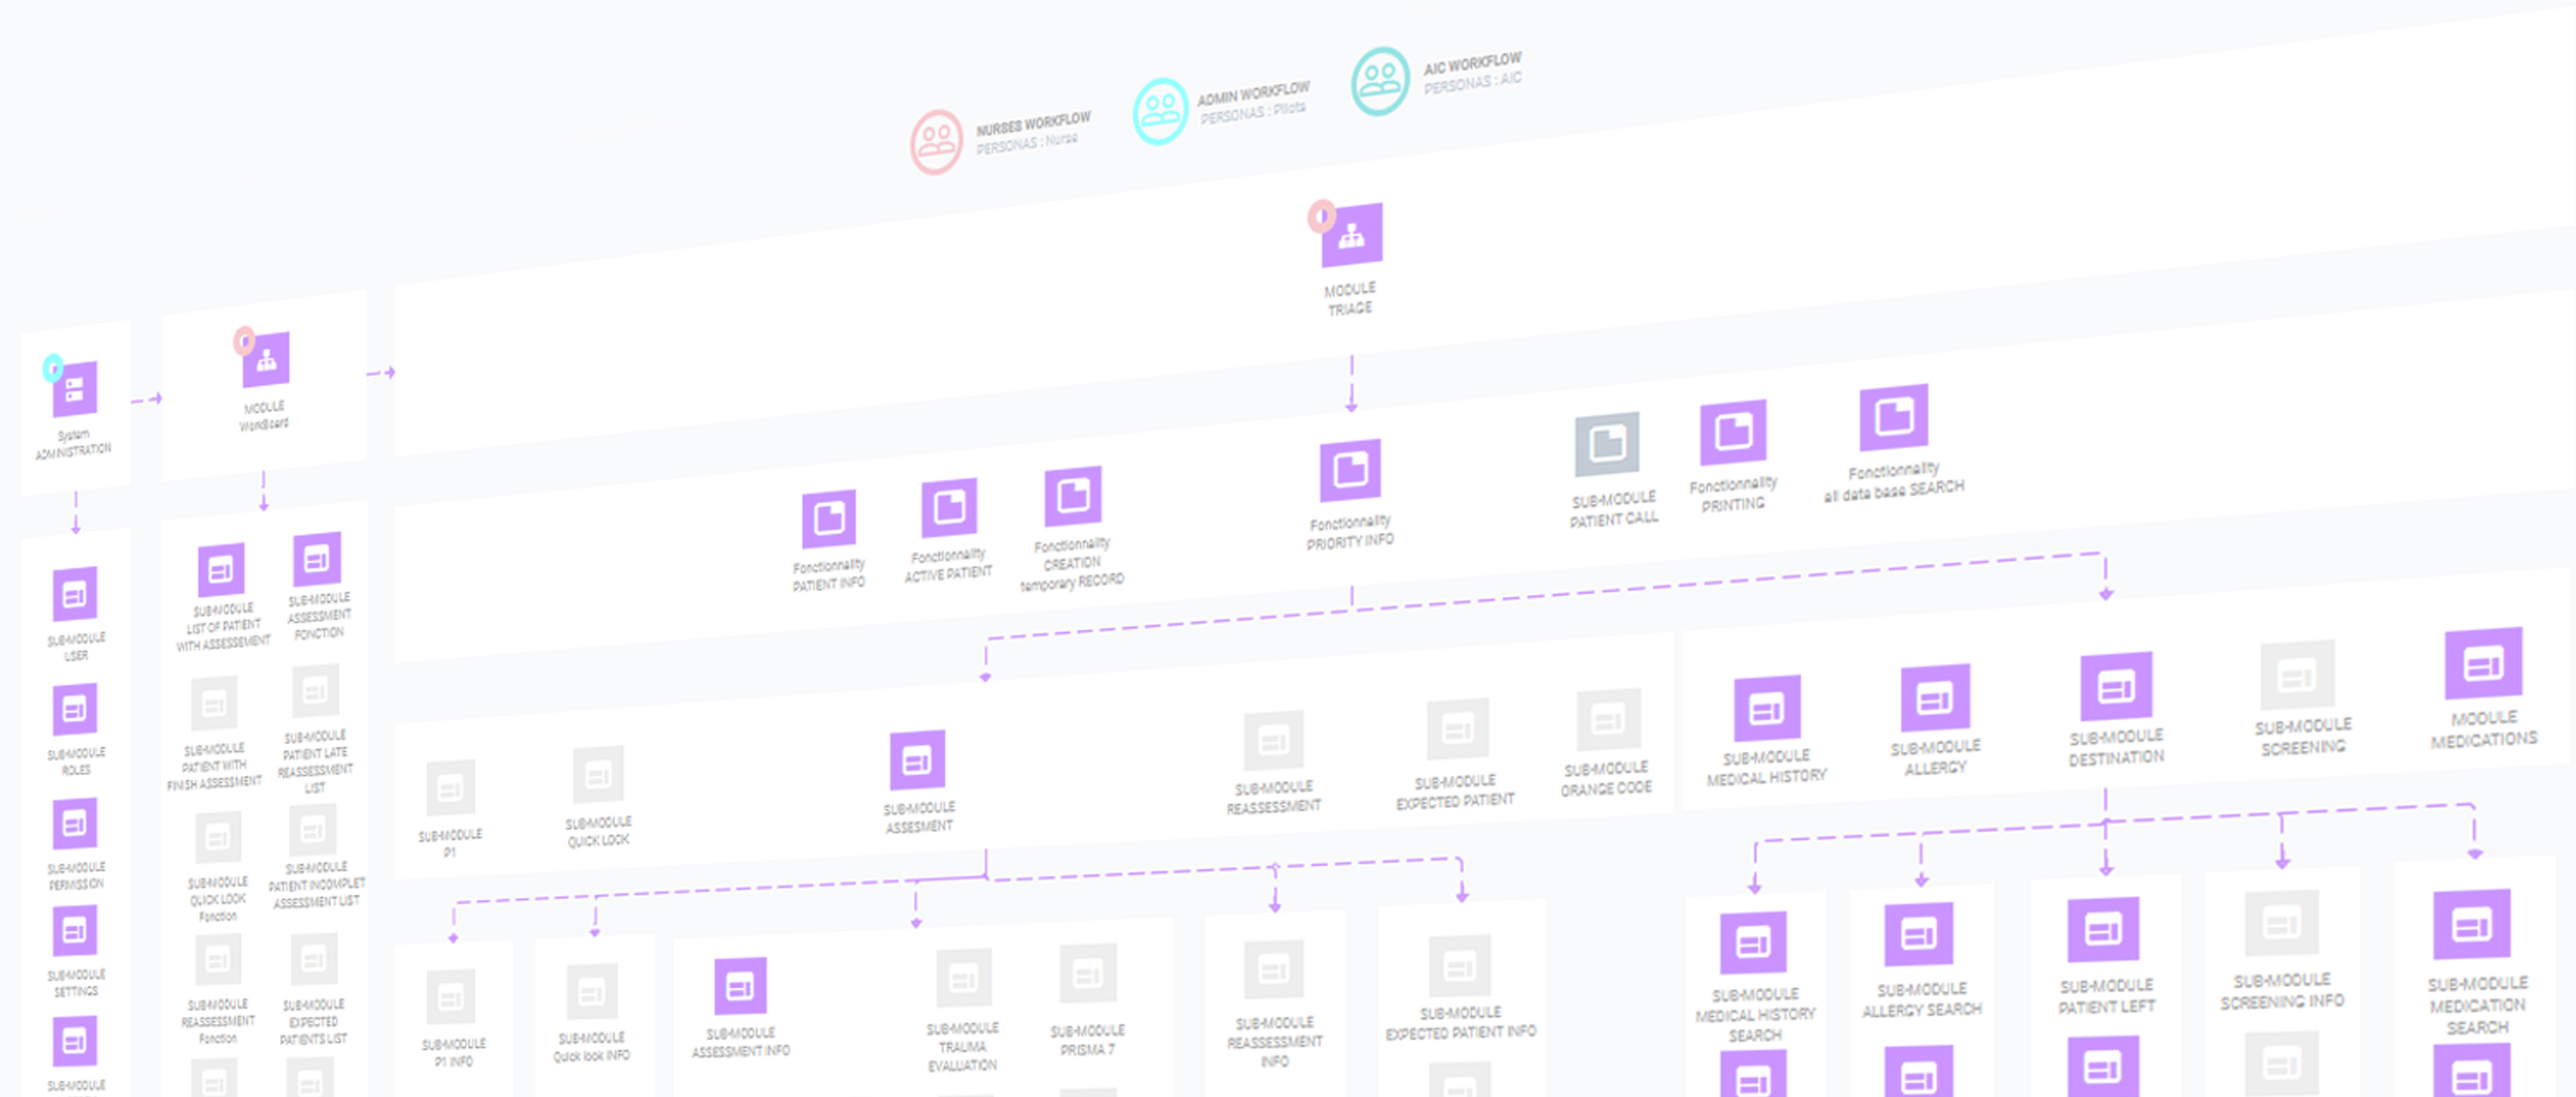 NURSES WORKFLOW
PERSONAS : Nurse
ADMIN WORKFLOW
PERSONAS : Pilots
AIC WORKFLOW
PERSONAS : AIC
System
ADMINISTRATION
MODULE
WorkBoard
MODULE
TRIAGE
Fonctionnality
PATIENT INFO
Fonctionnality
ACTIVE PATIENT
Fonctionnality
CREATION
temporary RECORD
Fonctionnality
PRIORITY INFO
SUB-MODULE
PATIENT CALL
Fonctionnality
PRINTING
Fonctionnality
all data base SEARCH
SUB-MODULE
USER
SUB-MODULE
ROLES
SUB-MODULE
PERMISSION
SUB-MODULE
SETTINGS
SUB-MODULE
SUB-MODULE
LIST OF PATIENT
WITH ASSESSEMENT
SUB-MODULE
ASSESSMENT
FONCTION
SUB-MODULE
PATIENT WITH
FINISH ASSESSMENT
SUB-MODULE
PATIENT LATE
REASSESSMENT
LIST
SUB-MODULE
QUICK LOOK
Fonction
SUB-MODULE
PATIENT INCOMPLET
ASSESSMENT LIST
SUB-MODULE
REASSESSMENT
Fonction
SUB-MODULE
EXPECTED
PATIENTS LIST
SUB-MODULE
P1
SUB-MODULE
QUICK LOOK
SUB-MODULE
ASSESMENT
SUB-MODULE
REASSESSMENT
SUB-MODULE
EXPECTED PATIENT
SUB-MODULE
ORANGE CODE
SUB-MODULE
MEDICAL HISTORY
SUB-MODULE
ALLERGY
SUB-MODULE
DESTINATION
SUB-MODULE
SCREENING
MODULE
MEDICATIONS
SUB-MODULE
P1 INFO
SUB-MODULE
Quick look INFO
SUB-MODULE
ASSESSMENT INFO
SUB-MODULE
TRAUMA
EVALUATION
SUB-MODULE
PRISMA 7
SUB-MODULE
REASSESSMENT
INFO
SUB-MODULE
EXPECTED PATIENT INFO
SUB-MODULE
MEDICAL HISTORY
SEARCH
SUB-MODULE
ALLERGY SEARCH
SUB-MODULE
PATIENT LEFT
SUB-MODULE
SCREENING INFO
SUB-MODULE
MEDICATION
SEARCH